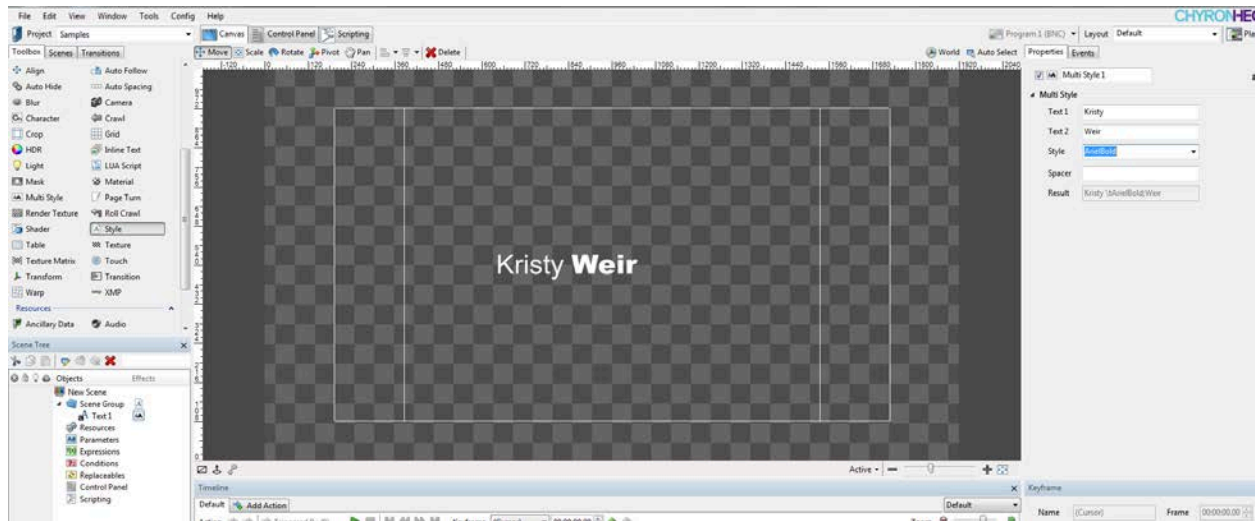 File Edit View Window Tools Config Help
CHYRONHEG
Project Samples
Canvas Control Panel Scripting
Program 1 (BNC) Layout Default
Toolbox Scenes Transitions
Move Scale Rotate Pivot Pan Delete
World Auto Select
Properties Events
Align Auto Follow
Auto Hide Auto Spacing
Blur Camera
Character Crawl
Crop Grid
HDR Inline Text
Light LUA Script
Mask Material
Multi Style Page Turn
Render Texture Roll Crawl
Shader Style
Table Texture
Texture Matrix Touch
Transform Transition
Warp XMP
Resources
Ancillary Data Audio
Multi Style 1
Multi Style
Text 1 Kristy
Text 2 Weir
Style ArielBold
Spacer
Result
Kristy Weir
Scene Tree
Objects Effects
New Scene
Scene Group
Text 1
Resources
Parameters
Expressions
Conditions
Replaceables
Control Panel
Scripting
Active
Timeline
Default Add Action
Default
Keyframe
Name (Cursor) Frame 00:00:00.00